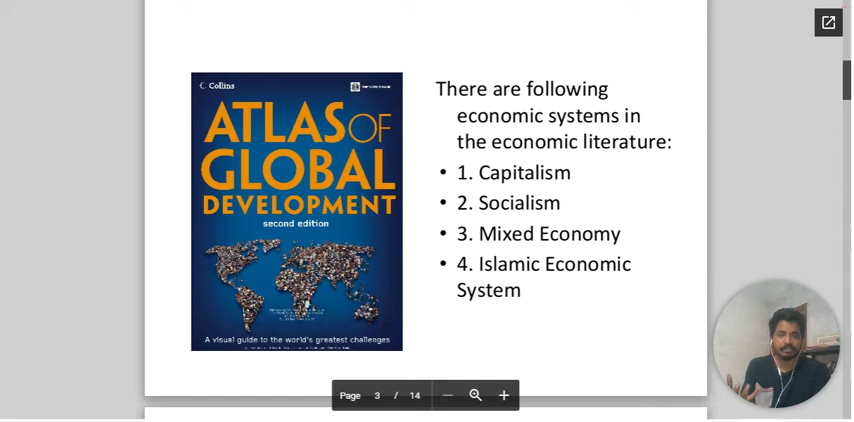 Collins
ATLAS OF
GLOBAL
DEVELOPMENT
second edition
A visual guide to the world's greatest challenges
There are following
economic systems in
the economic literature:
• 1. Capitalism
• 2. Socialism
• 3. Mixed Economy
• 4. Islamic Economic
System
Page 3 / 14